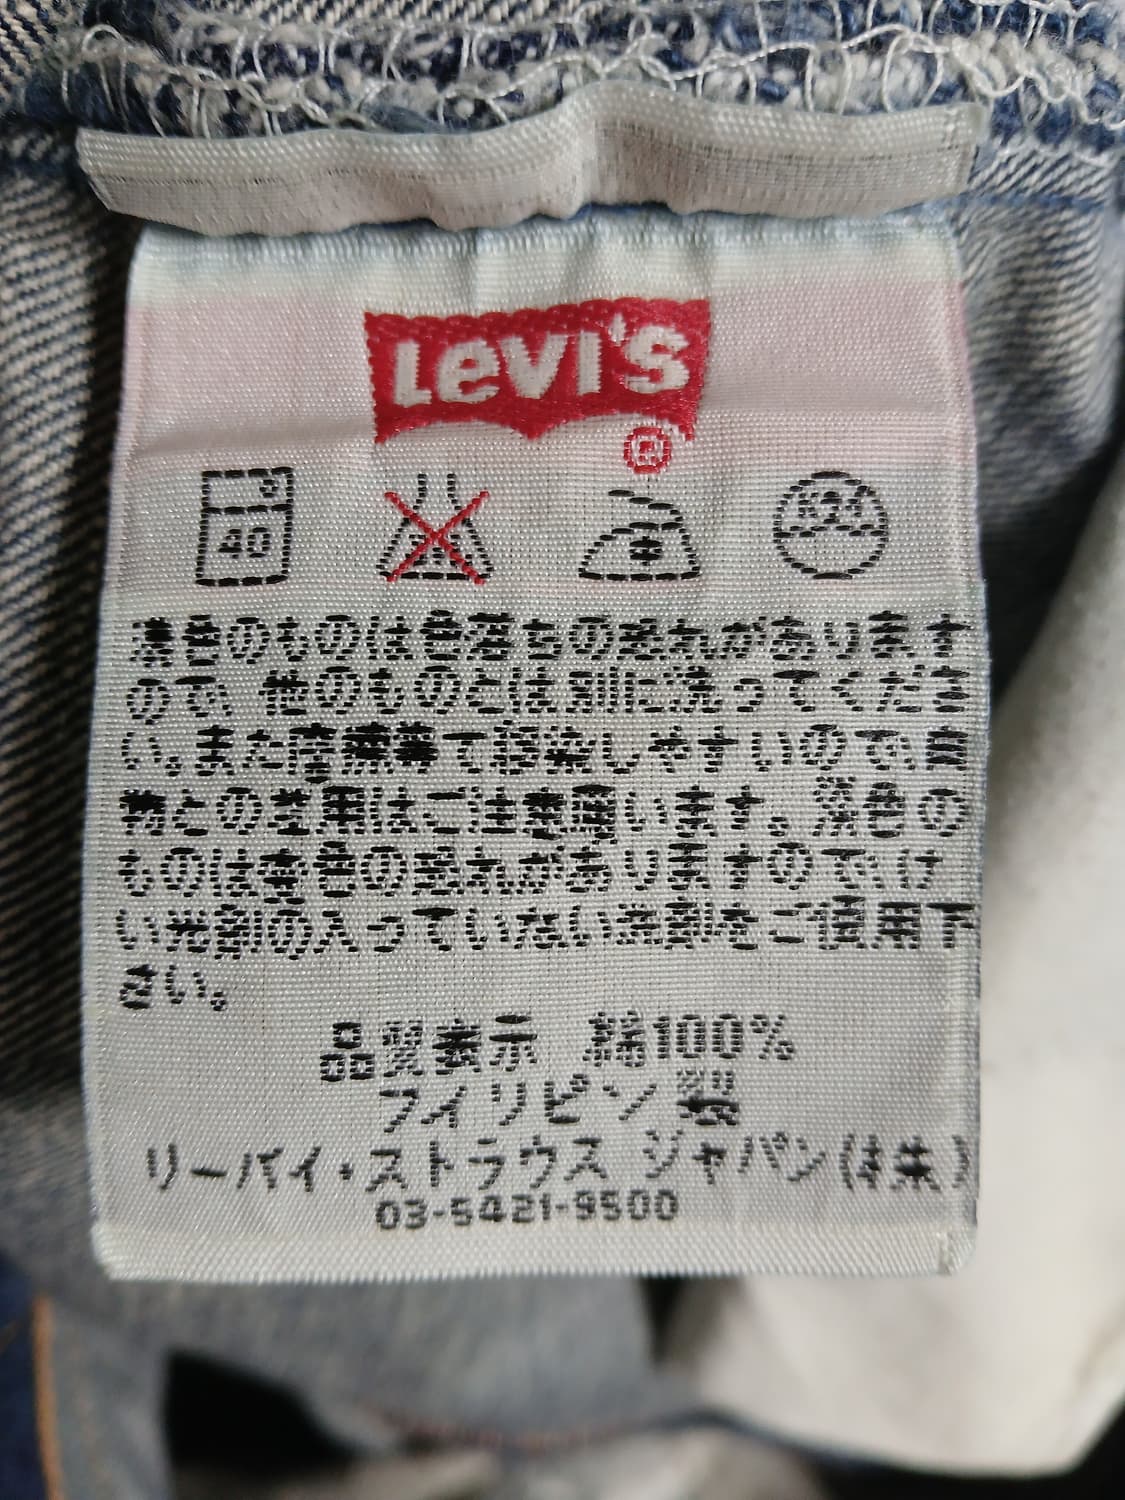 LEVI'S
®
40
ドライ
濃色のものは色落ちの恐れがあります
ので、他のものとは別に洗ってくださ
い。また摩擦等で移染しやすいので、白
物との着用はご注意願います。淡色の
ものは変色の恐れがありますのでけ
い光剤の入っていない洗剤をご使用下
さい。
品質表示 綿100%
フィリピン製
リーバイ・ストラウス ジャパン(株)
03-5421-9500